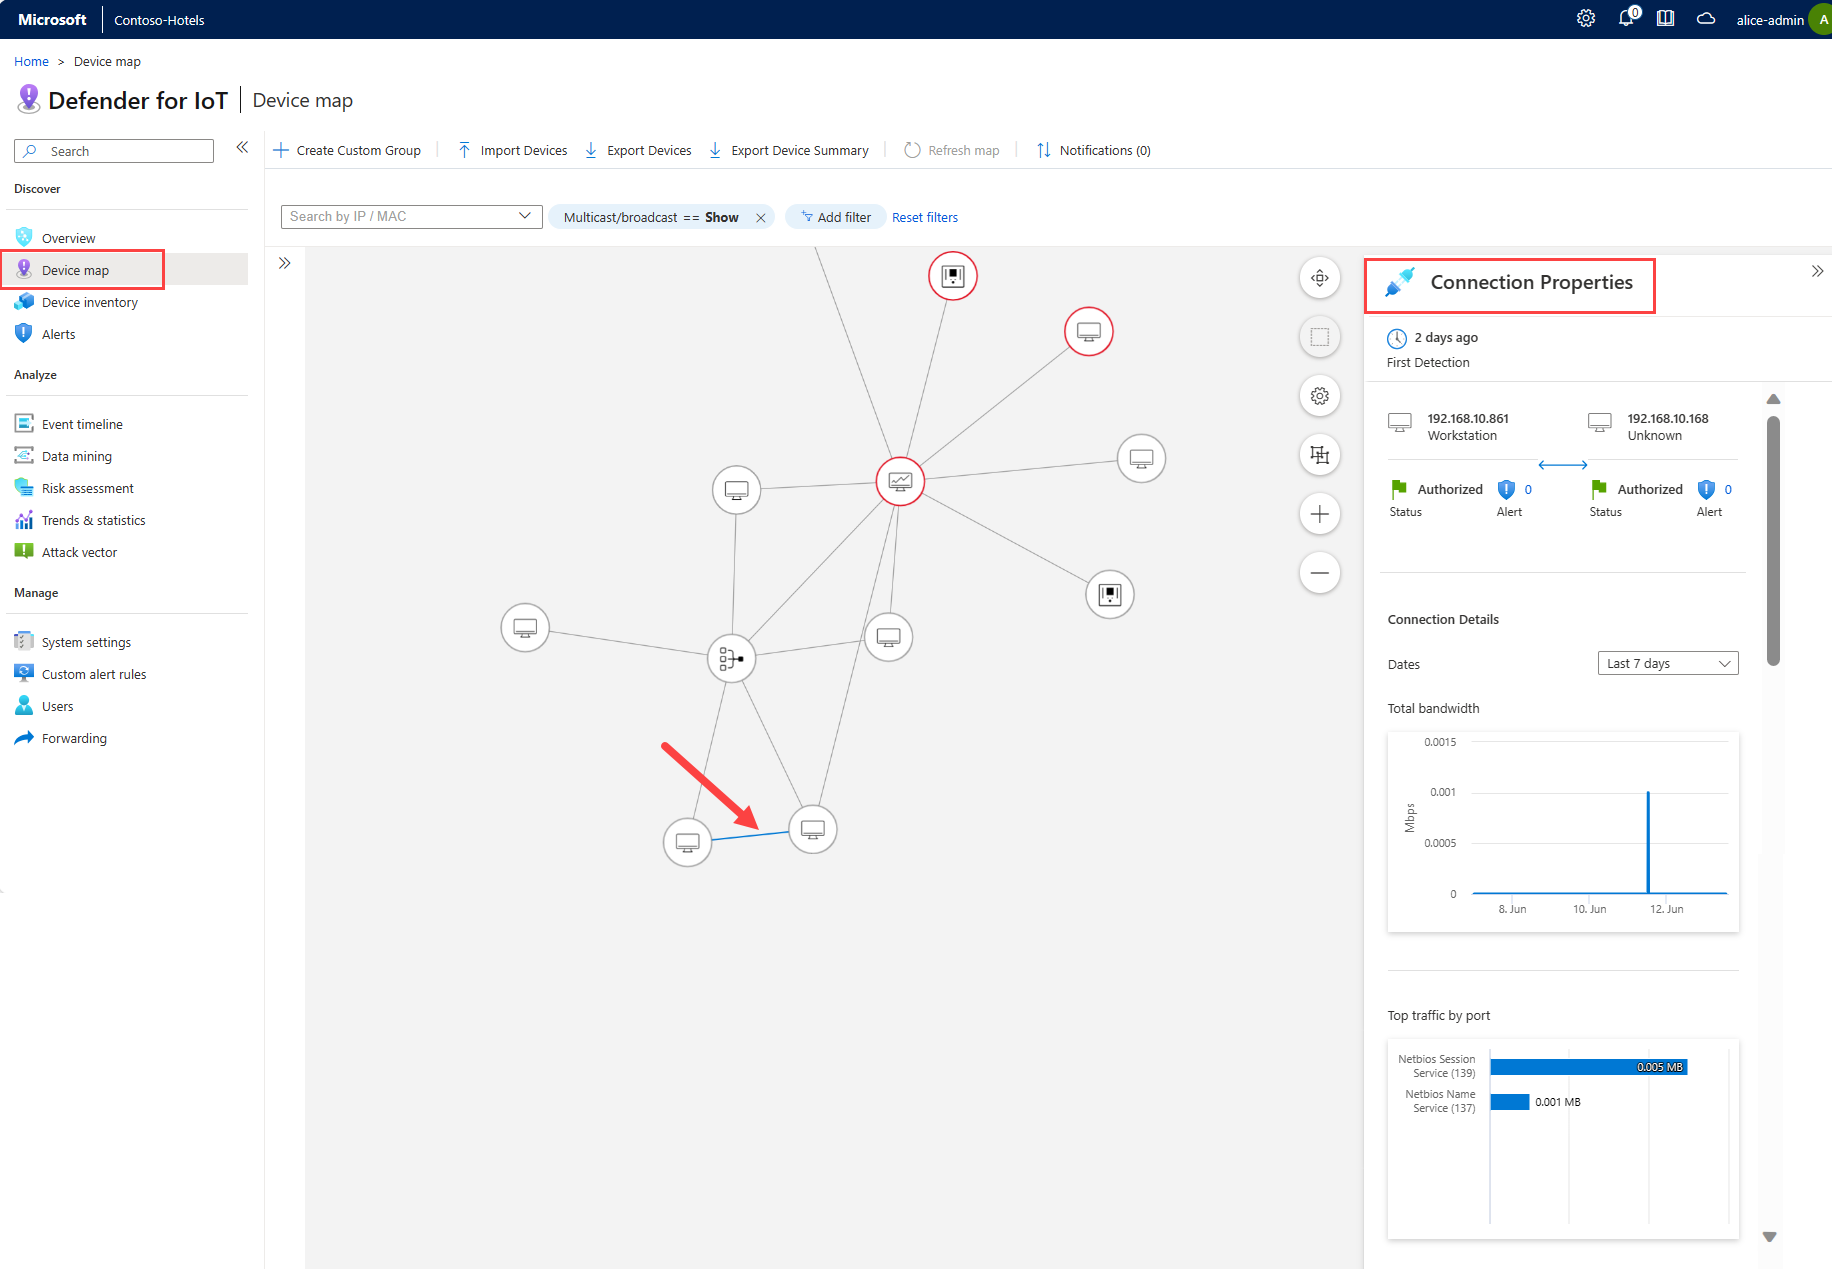 Microsoft Contoso-Hotels 0 alice-admin A
Home > Device map
Defender for IoT | Device map
Search
Create Custom Group Import Devices Export Devices Export Device Summary Refresh map Notifications (0)
Discover
Search by IP / MAC Multicast/broadcast == Show Add filter Reset filters
Overview
Device map
Device inventory
Alerts
Analyze
Event timeline
Data mining
Risk assessment
Trends & statistics
Attack vector
Manage
System settings
Custom alert rules
Users
Forwarding
Connection Properties
2 days ago
First Detection
192.168.10.861 192.168.10.168
Workstation Unknown
Authorized 0 Authorized 0
Status Alert Status Alert
Connection Details
Dates Last 7 days
Total bandwidth
0.0015
0.001
Mbps
0.0005
0
8. Jun 10. Jun 12. Jun
Top traffic by port
Netbios Session
Service (139) 0.005 MB
Netbios Name
Service (137) 0.001 MB